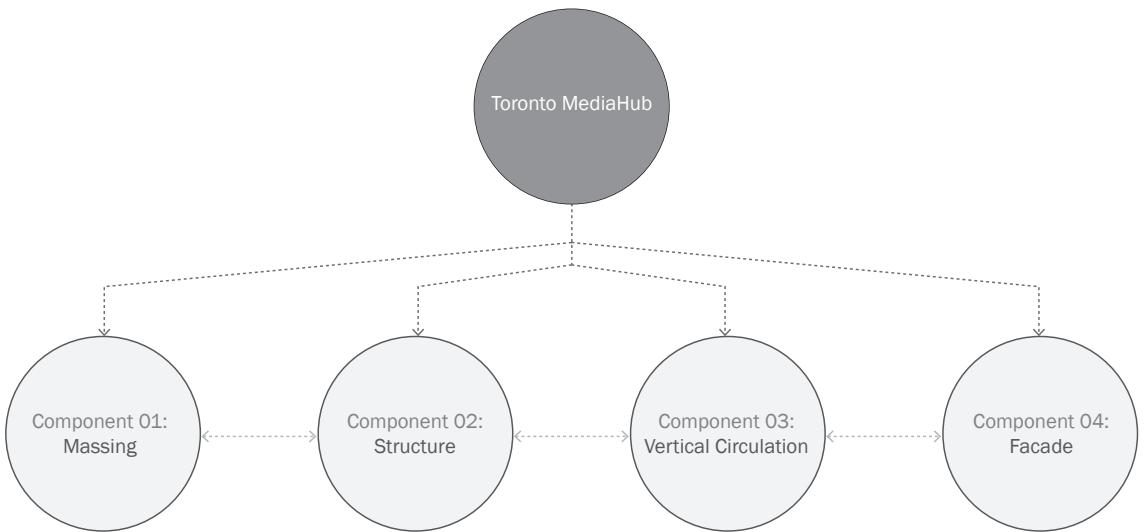 Toronto MediaHub
Component 01:
Massing
Component 02:
Structure
Component 03:
Vertical Circulation
Component 04:
Facade